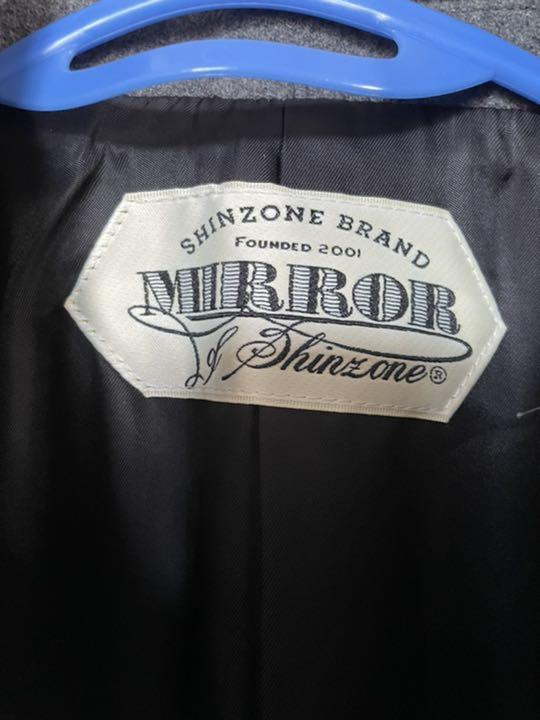 SHINZONE BRAND
FOUNDED 2001
MIRROR
of Shinzone®